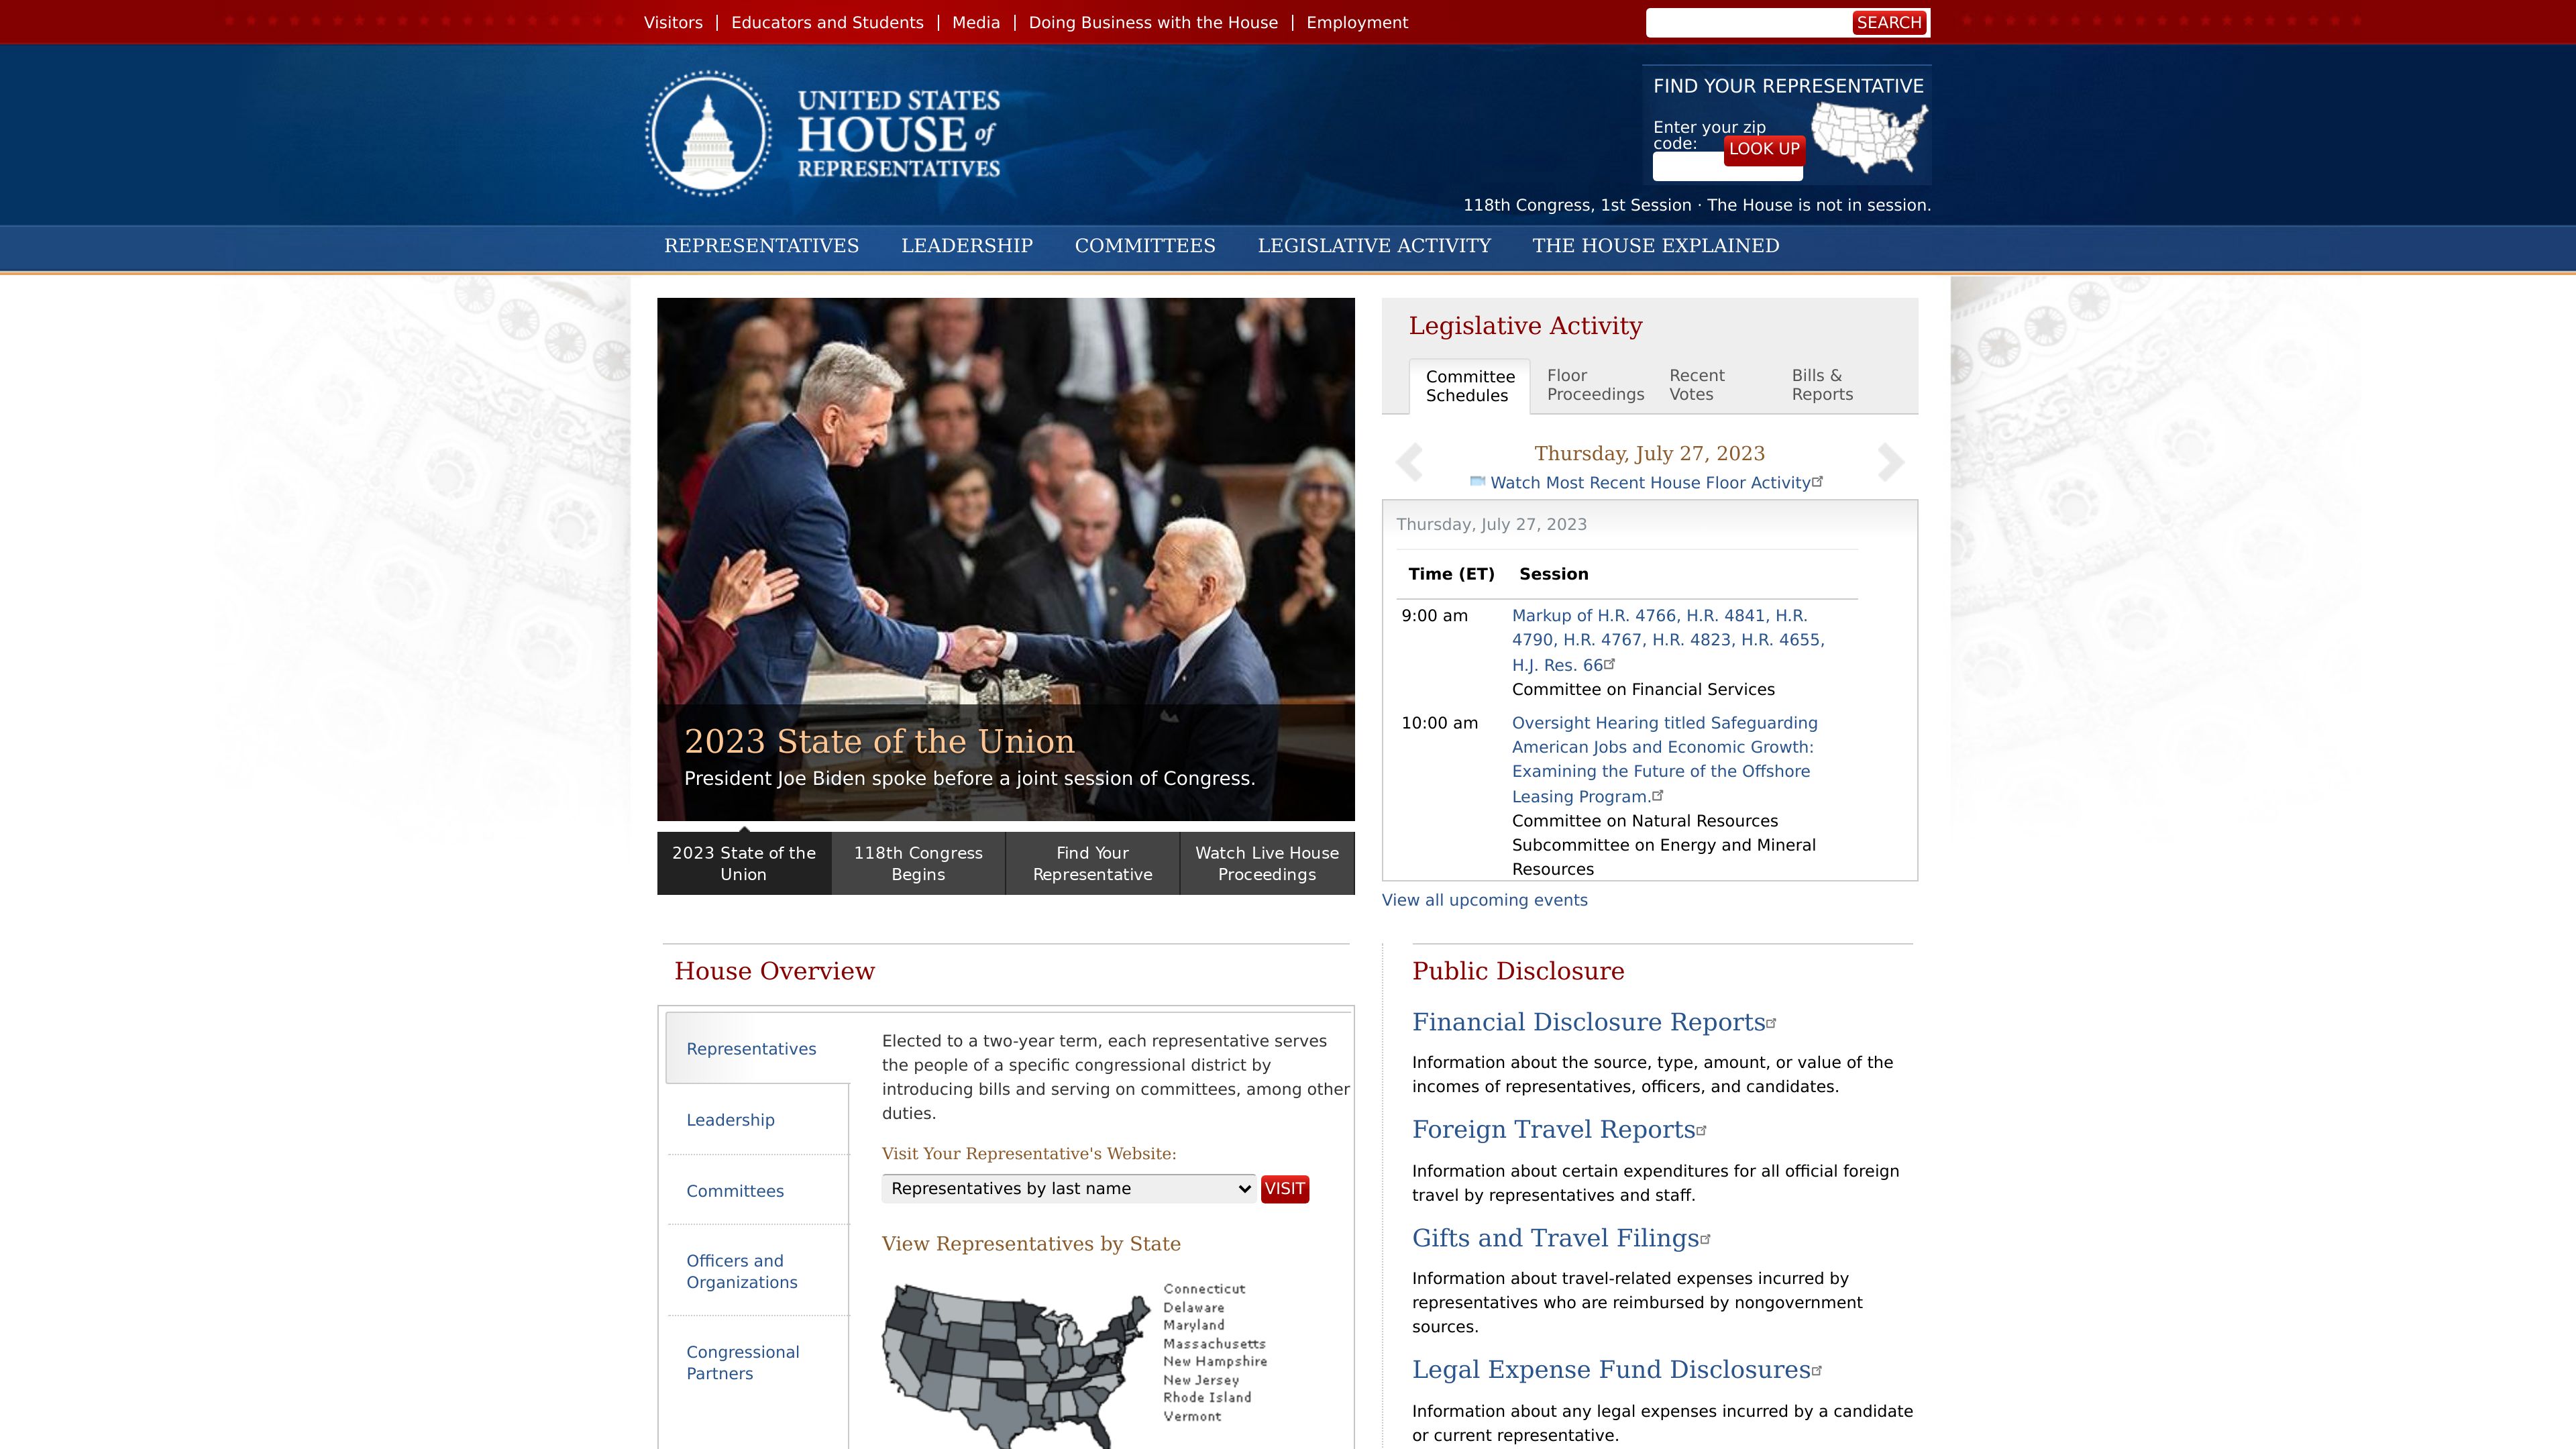 Visitors | Educators and Students | Media | Doing Business with the House | Employment
SEARCH
UNITED STATES
HOUSE of
REPRESENTATIVES
FIND YOUR REPRESENTATIVE
Enter your zip
code:
LOOK UP
118th Congress, 1st Session · The House is not in session.
REPRESENTATIVES LEADERSHIP COMMITTEES LEGISLATIVE ACTIVITY THE HOUSE EXPLAINED
2023 State of the Union
President Joe Biden spoke before a joint session of Congress.
2023 State of the
Union
118th Congress
Begins
Find Your
Representative
Watch Live House
Proceedings
Legislative Activity
Committee
Schedules
Floor
Proceedings
Recent
Votes
Bills &
Reports
Thursday, July 27, 2023
Watch Most Recent House Floor Activity
Thursday, July 27, 2023
Time (ET) Session
9:00 am Markup of H.R. 4766, H.R. 4841, H.R.
4790, H.R. 4767, H.R. 4823, H.R. 4655,
H.J. Res. 66
Committee on Financial Services
10:00 am Oversight Hearing titled Safeguarding
American Jobs and Economic Growth:
Examining the Future of the Offshore
Leasing Program.
Committee on Natural Resources
Subcommittee on Energy and Mineral
Resources
View all upcoming events
House Overview
Representatives
Leadership
Committees
Officers and
Organizations
Congressional
Partners
Elected to a two-year term, each representative serves
the people of a specific congressional district by
introducing bills and serving on committees, among other
duties.
Visit Your Representative's Website:
Representatives by last name VISIT
View Representatives by State
Connecticut
Delaware
Maryland
Massachusetts
New Hampshire
New Jersey
Rhode Island
Vermont
Public Disclosure
Financial Disclosure Reports
Information about the source, type, amount, or value of the
incomes of representatives, officers, and candidates.
Foreign Travel Reports
Information about certain expenditures for all official foreign
travel by representatives and staff.
Gifts and Travel Filings
Information about travel-related expenses incurred by
representatives who are reimbursed by nongovernment
sources.
Legal Expense Fund Disclosures
Information about any legal expenses incurred by a candidate
or current representative.